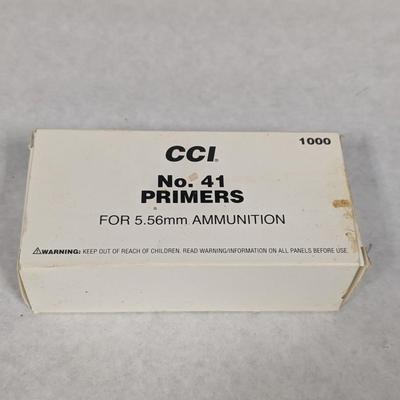 1000
CCI®
No. 41
PRIMERS
FOR 5.56mm AMMUNITION
⚠WARNING: KEEP OUT OF REACH OF CHILDREN. READ WARNING/INFORMATION ON ALL PANELS BEFORE USE.